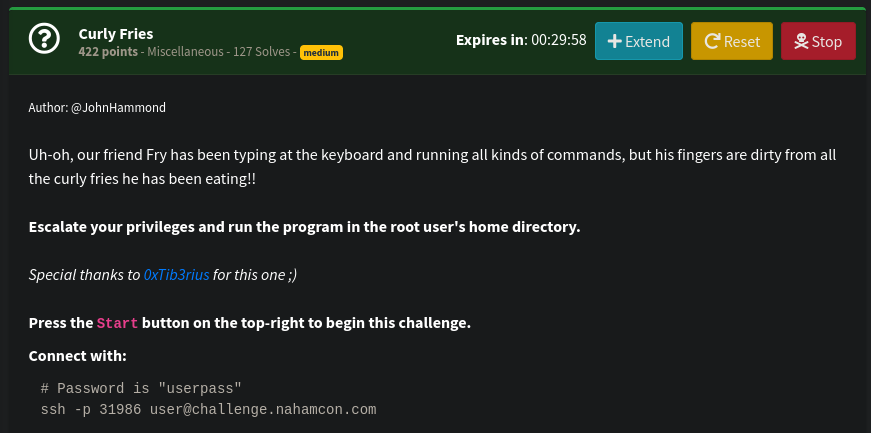 Curly Fries
422 points - Miscellaneous - 127 Solves - medium
Expires in: 00:29:58
Extend
Reset
Stop
Author: @JohnHammond
Uh-oh, our friend Fry has been typing at the keyboard and running all kinds of commands, but his fingers are dirty from all
the curly fries he has been eating!!
Escalate your privileges and run the program in the root user's home directory.
Special thanks to 0xTib3rius for this one ;)
Press the Start button on the top-right to begin this challenge.
Connect with:
# Password is "userpass"
ssh -p 31986 user@challenge.nahamcon.com